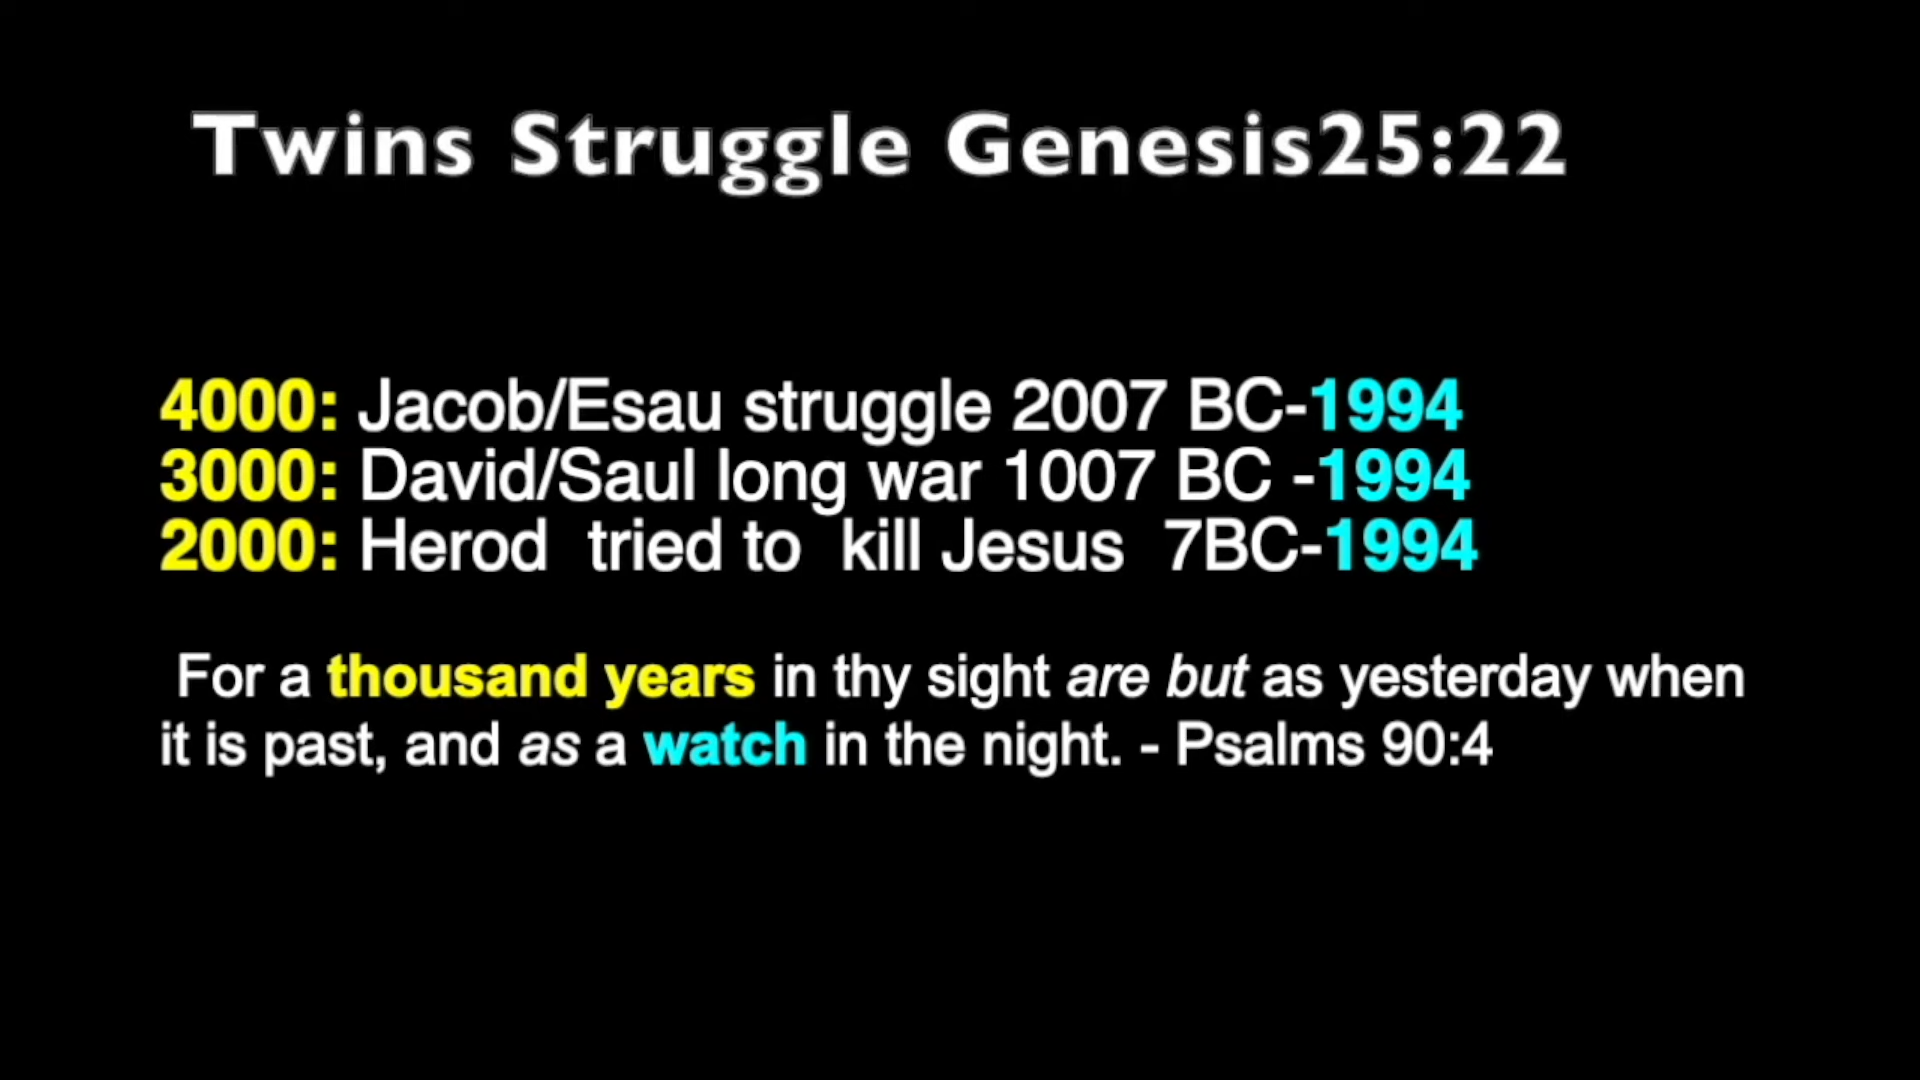 Twins Struggle Genesis25:22
4000: Jacob/Esau struggle 2007 BC-1994
3000: David/Saul long war 1007 BC -1994
2000: Herod tried to kill Jesus 7BC-1994
For a thousand years in thy sight are but as yesterday when
it is past, and as a watch in the night. - Psalms 90:4